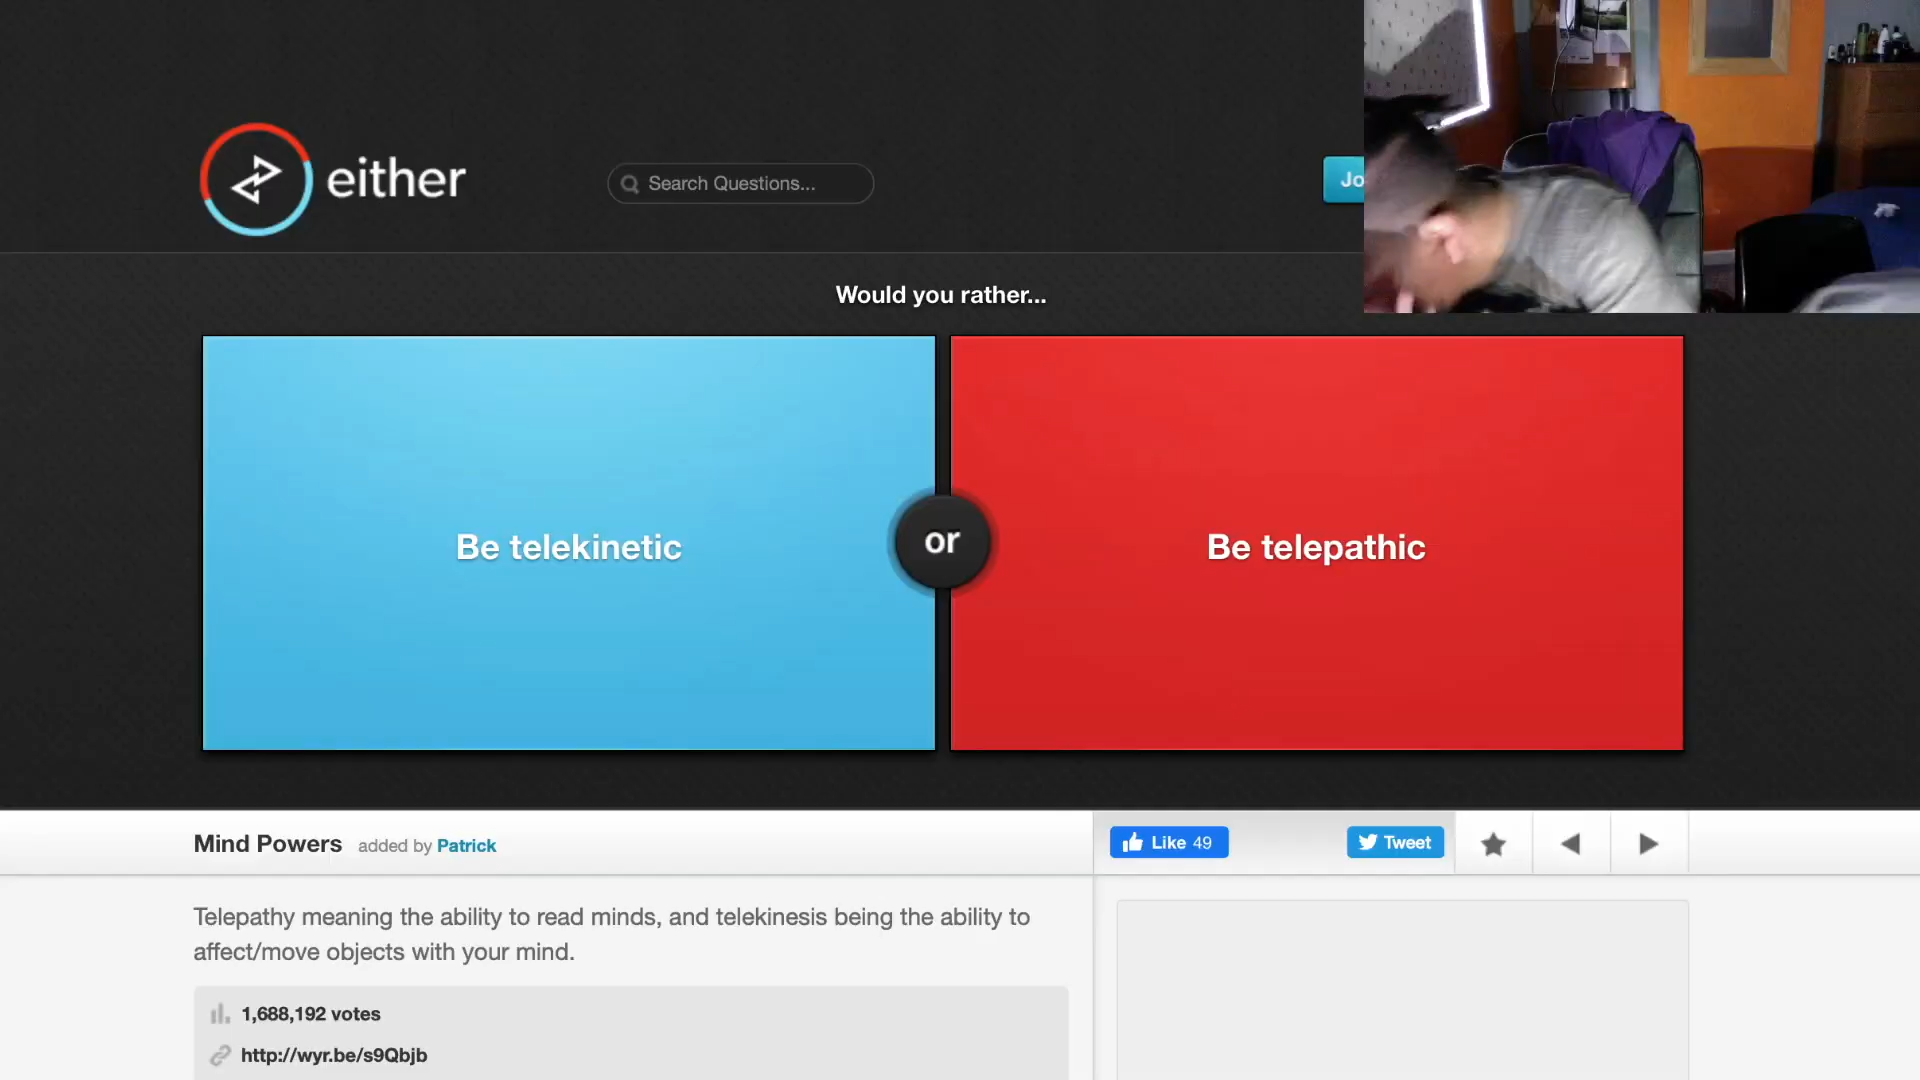 either
Search Questions...
Jo
Would you rather...
Be telekinetic
or
Be telepathic
Mind Powers added by Patrick
Like 49
Tweet
Telepathy meaning the ability to read minds, and telekinesis being the ability to
affect/move objects with your mind.
1,688,192 votes
http://wyr.be/s9Qbjb